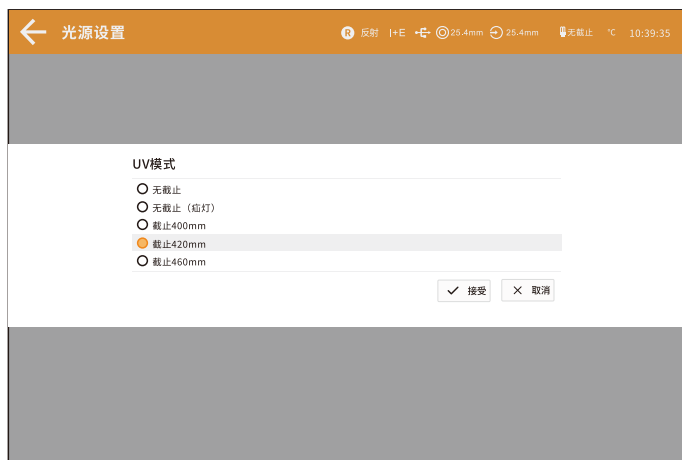 光源设置
R 反射 I+E 25.4mm 25.4mm 无截止 ℃ 10:39:35
UV模式
无截止
无截止（疝灯）
截止400mm
截止420mm
截止460mm
接受 取消